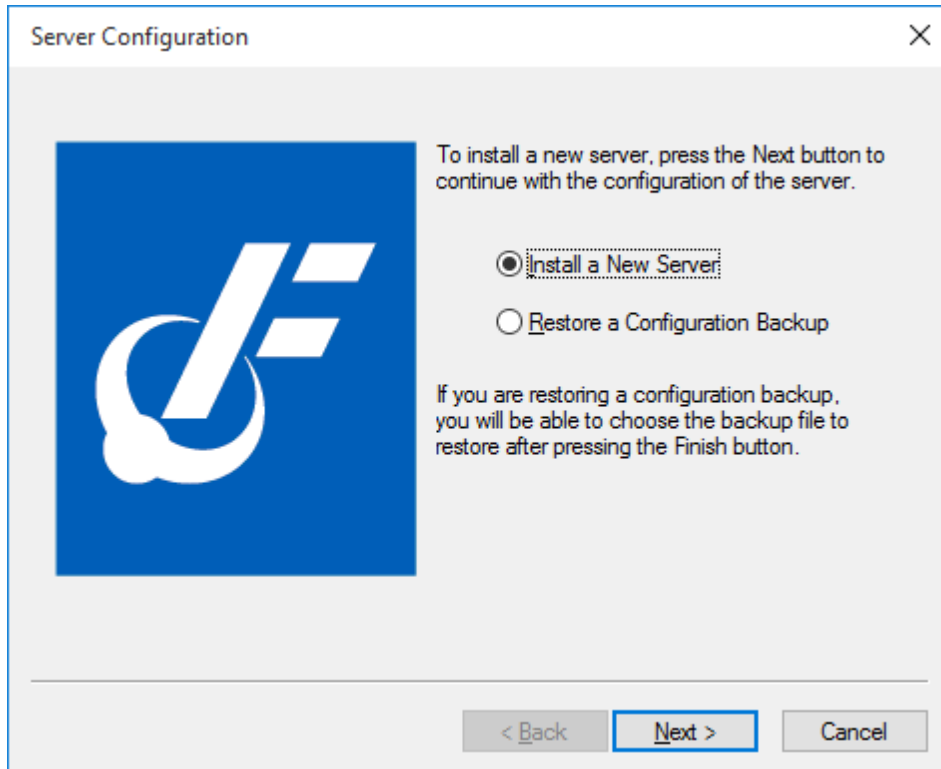 Server Configuration
To install a new server, press the Next button to
continue with the configuration of the server.
Install a New Server
Restore a Configuration Backup
If you are restoring a configuration backup,
you will be able to choose the backup file to
restore after pressing the Finish button.
< Back
Next >
Cancel